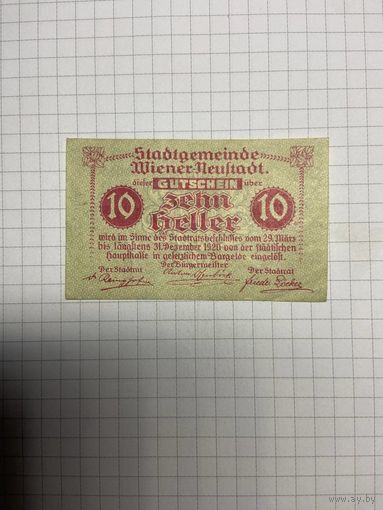 Stadtgemeinde
Wiener-Neustadt.
dieser GUTSCHEIN über
10 zehn 10
Heller
wird im Sinne des Stadtratsbeschlusses vom 29. März
bis längstens 31. Dezember 1920 von der städtischen
Hauptkasse in gesetzlichem Bargelde eingelöst.
Der Stadtrat Der Bürgermeister Der Stadtrat
Anton Ofenböck
ay.by